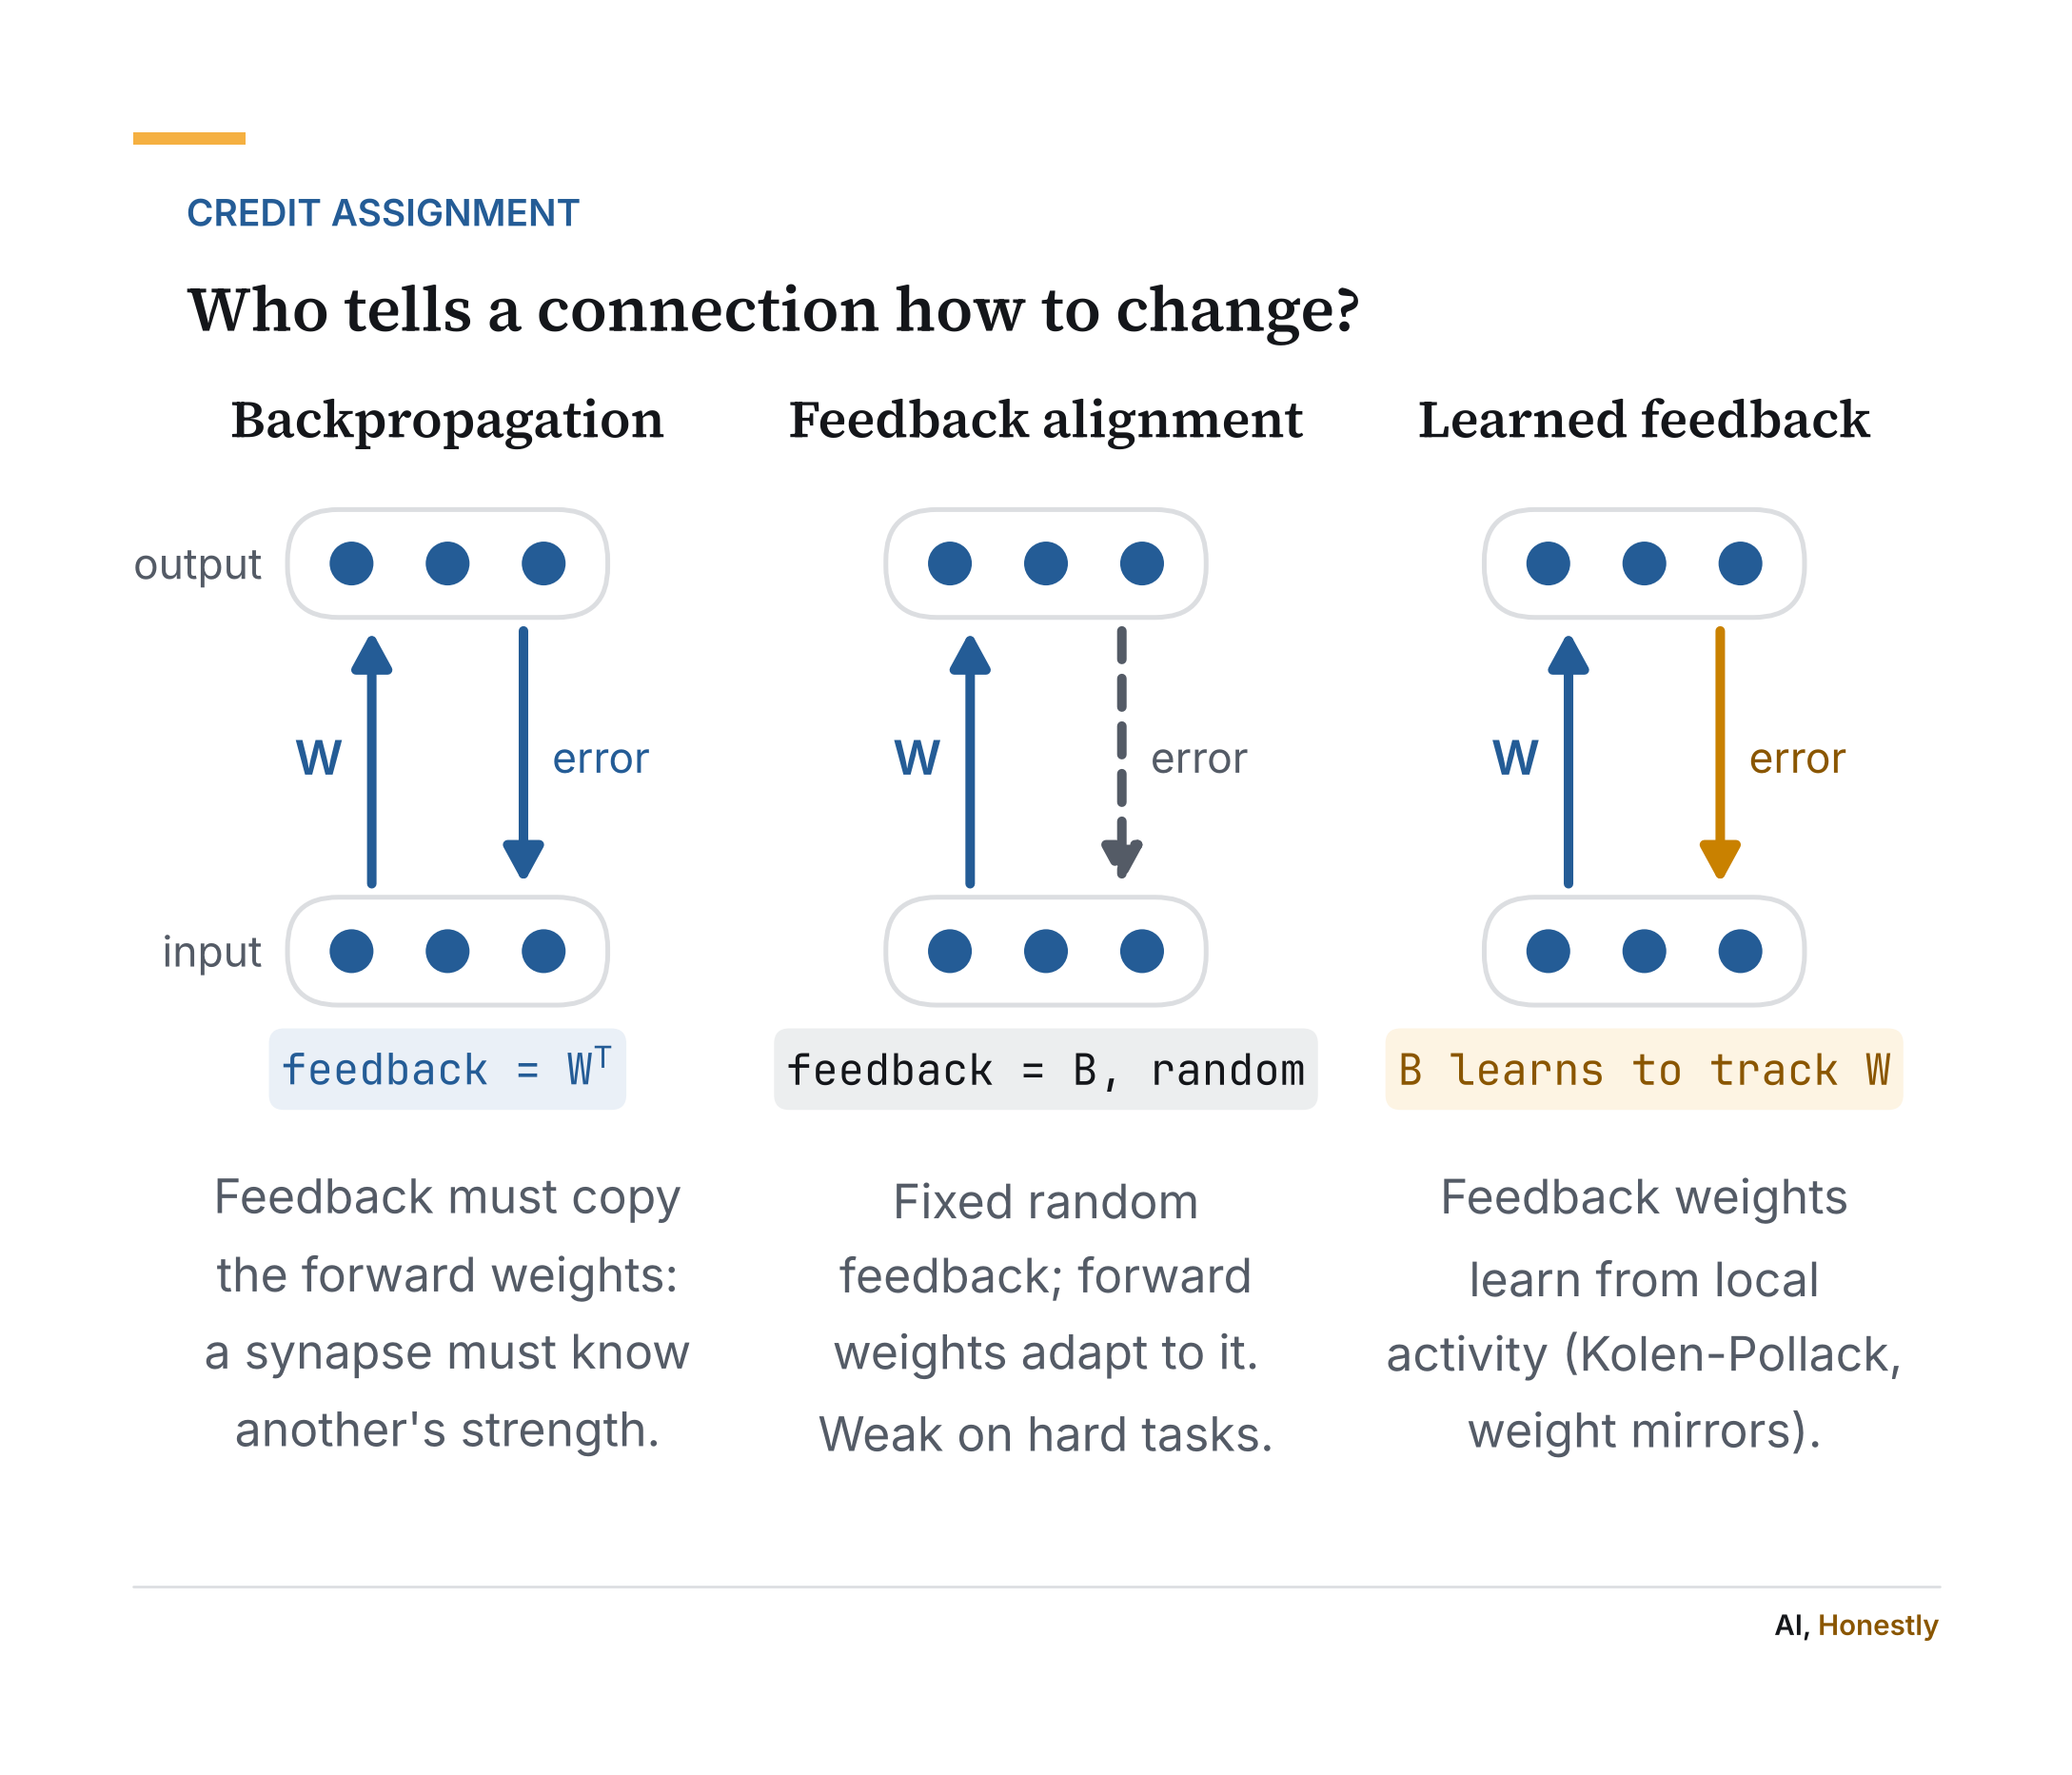 CREDIT ASSIGNMENT
Who tells a connection how to change?
Backpropagation
output
W
error
input
feedback = Wᵀ
Feedback must copy
the forward weights:
a synapse must know
another's strength.
Feedback alignment
W
error
feedback = B, random
Fixed random
feedback; forward
weights adapt to it.
Weak on hard tasks.
Learned feedback
W
error
B learns to track W
Feedback weights
learn from local
activity (Kolen-Pollack,
weight mirrors).
AI, Honestly